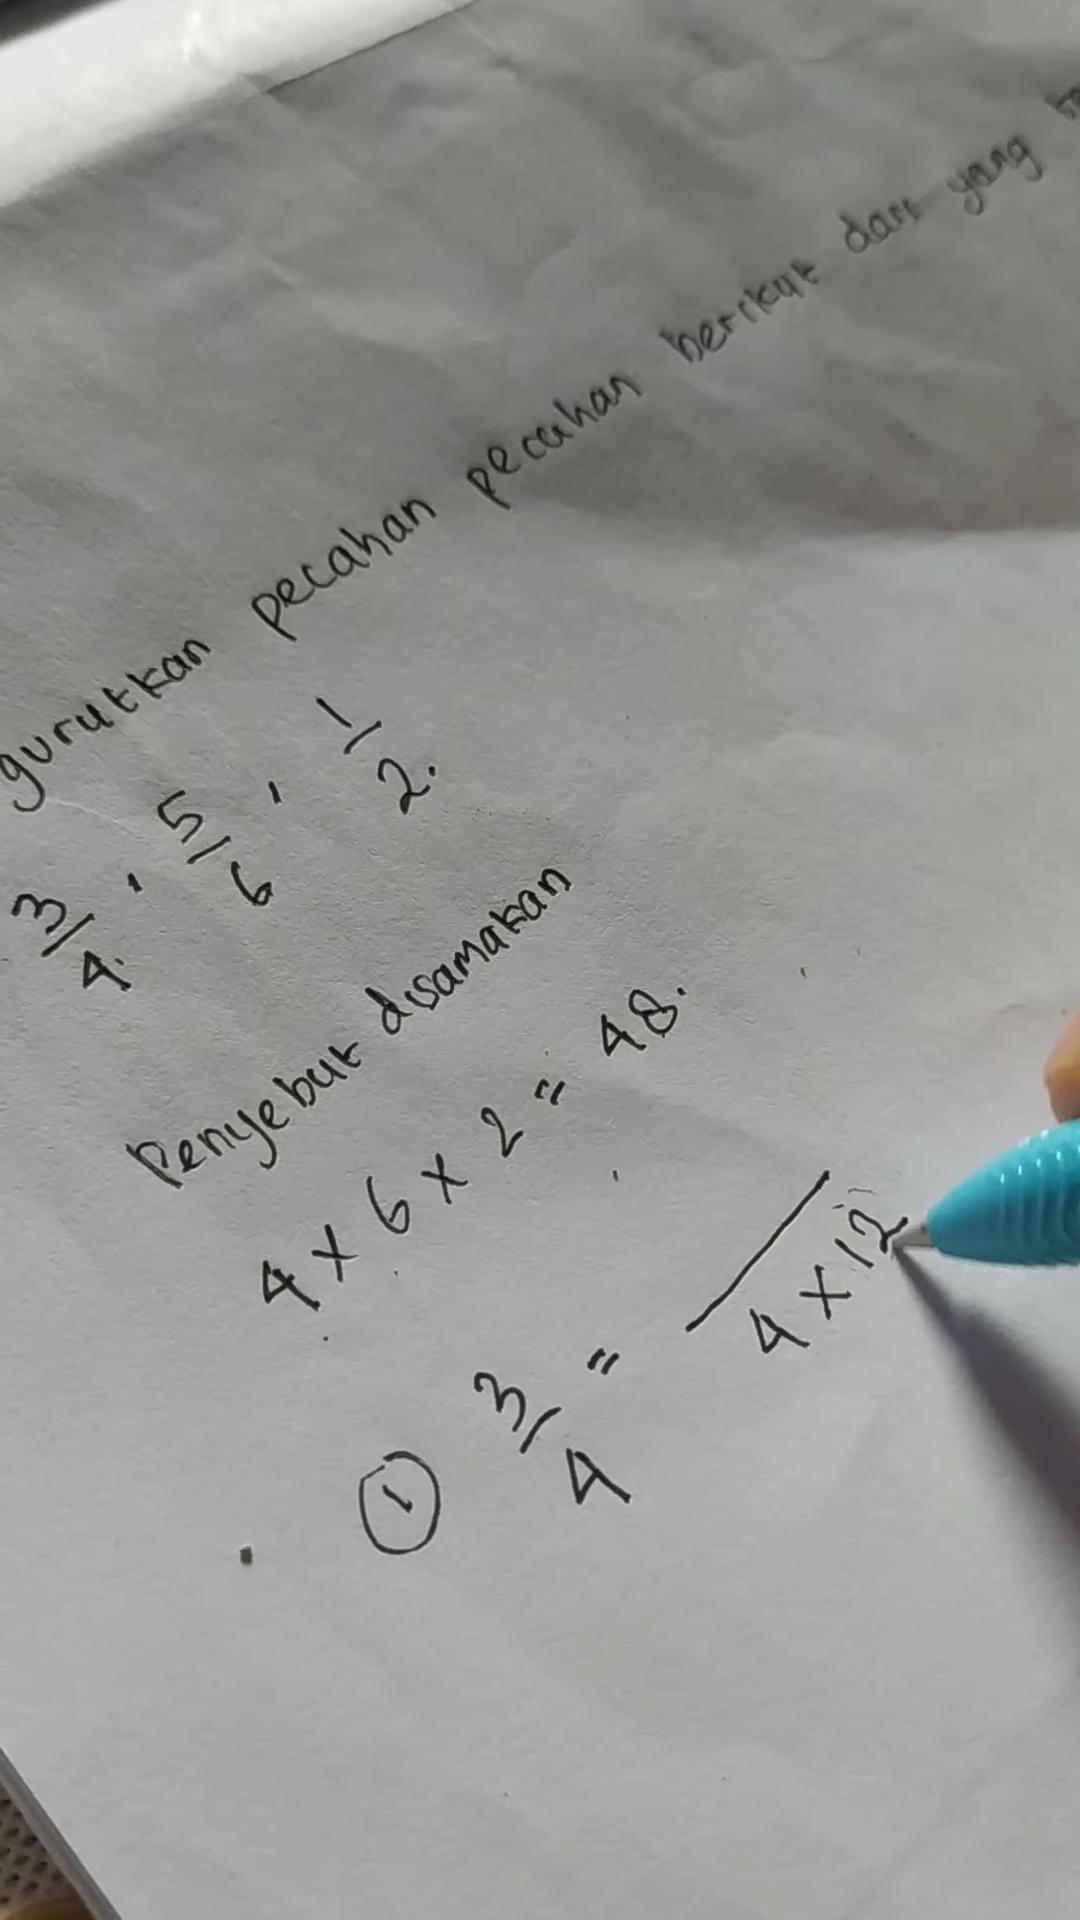 gurutkan pecahan pecahan berikut dari yang
3/4, 5/6, 1/2.
Penyebut disamakan
4 x 6 x 2 = 48.
① 3/4 = /4 x 12